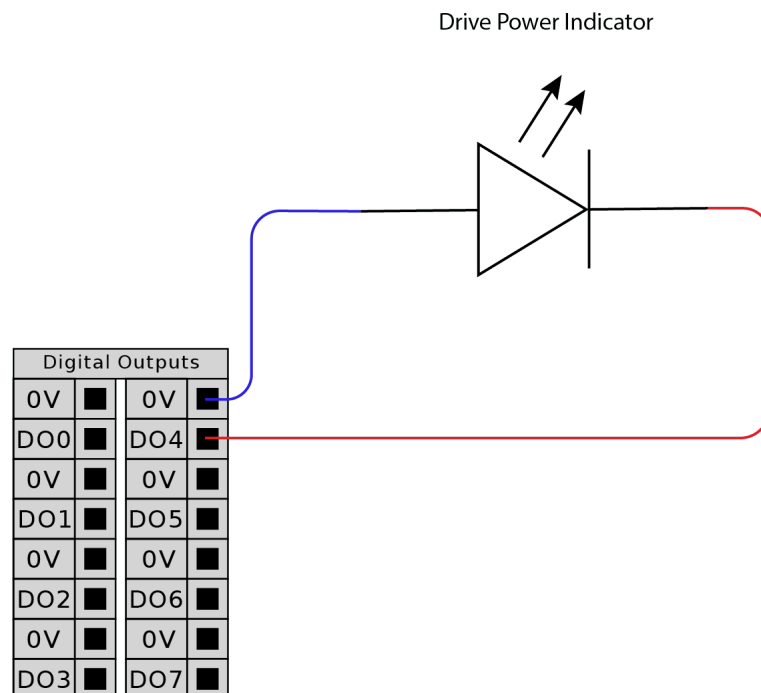 Drive Power Indicator
Digital Outputs
0V 0V
DO0 DO4
0V 0V
DO1 DO5
0V 0V
DO2 DO6
0V 0V
DO3 DO7